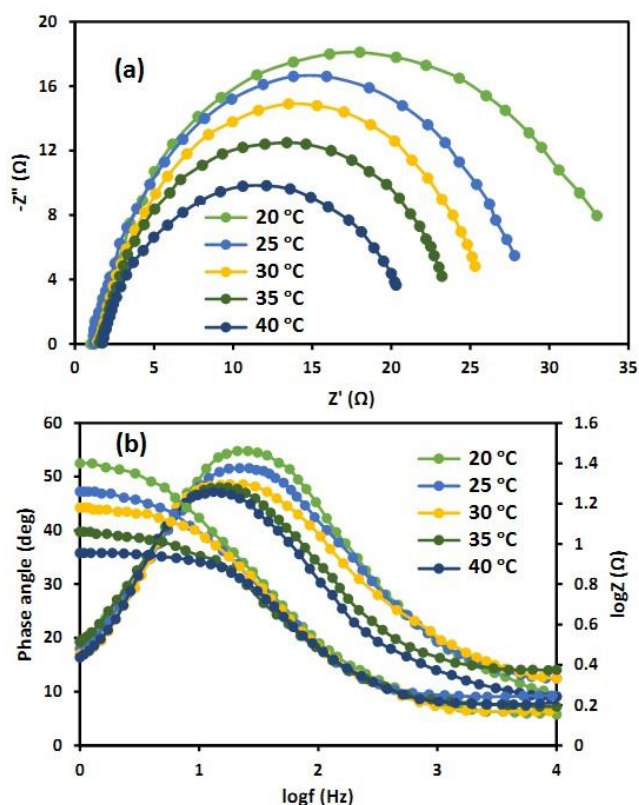 20
(a)
16
12
-Z" (Ω)
8
4
0
20 °C
25 °C
30 °C
35 °C
40 °C
0 5 10 15 20 25 30 35
Z' (Ω)
(b)
60
50
40
30
20
10
0
Phase angle (deg)
20 °C
25 °C
30 °C
35 °C
40 °C
1.6
1.4
1.2
1
0.8
0.6
0.4
0.2
0
logZ (Ω)
0 1 2 3 4
logf (Hz)